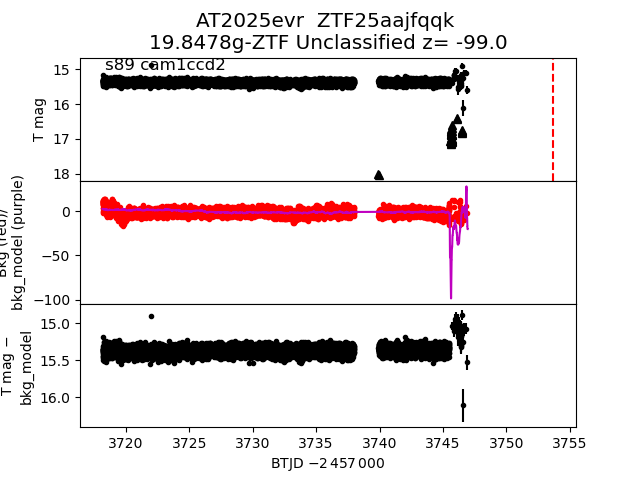 AT2025evr  ZTF25aajfqqk
19.8478g-ZTF Unclassified z= -99.0
s89 cam1ccd2
T mag
15
16
17
18
bkg_model (purple)
0
−50
−100
T mag −
bkg_model
15.0
15.5
16.0
3720 3725 3730 3735 3740 3745 3750 3755
BTJD −2 457 000